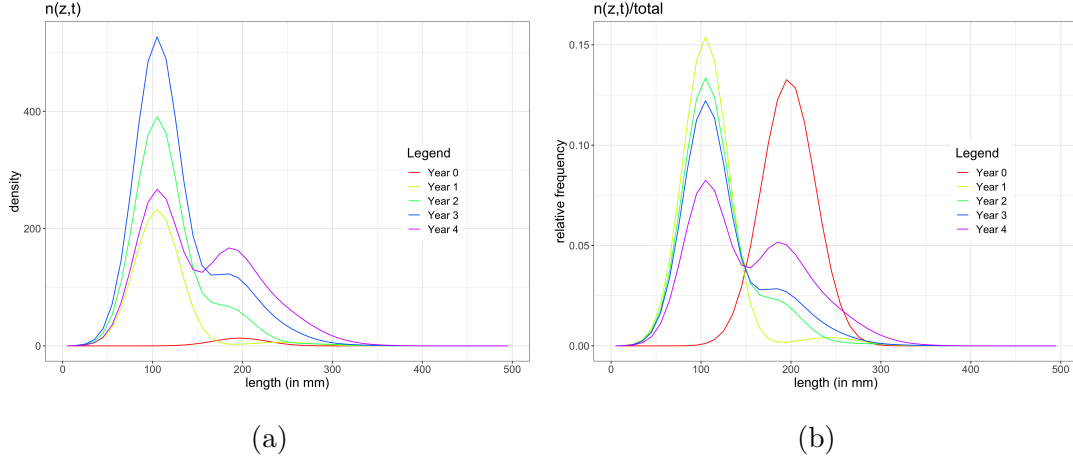 n(z,t)
400
200
0
density
0
100
200
300
400
500
length (in mm)
Legend
Year 0
Year 1
Year 2
Year 3
Year 4
(a)
n(z,t)/total
0.15
0.10
0.05
0.00
relative frequency
0
100
200
300
400
500
length (in mm)
Legend
Year 0
Year 1
Year 2
Year 3
Year 4
(b)